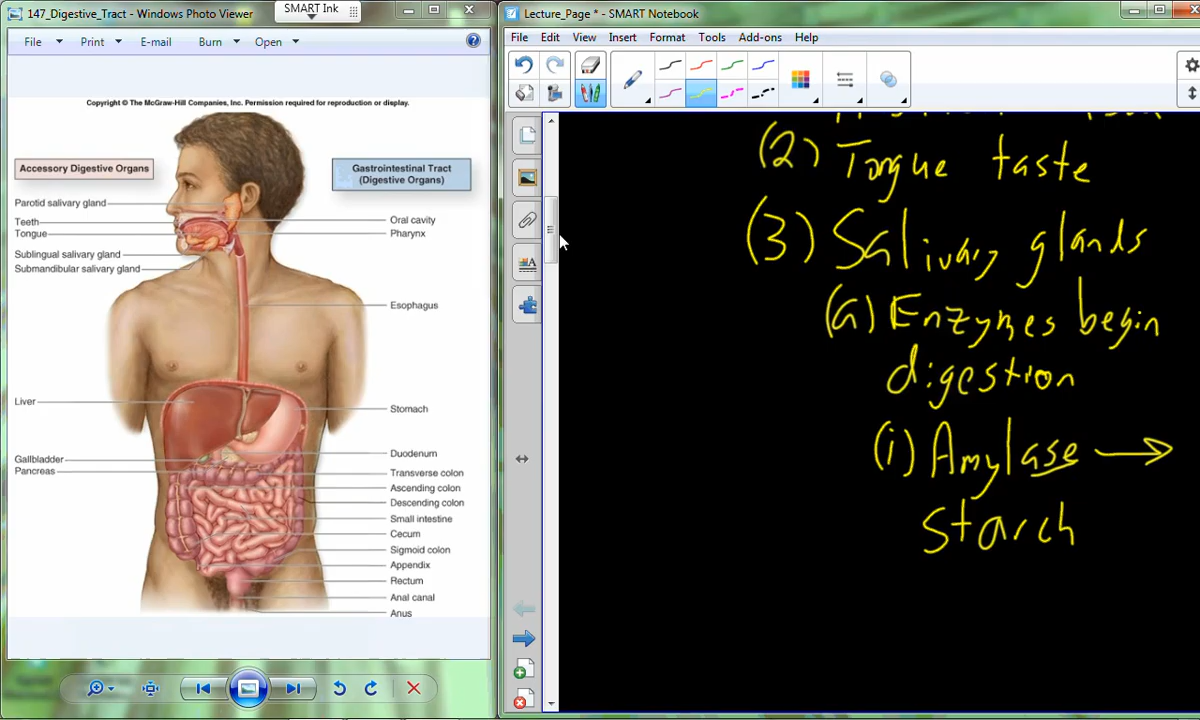 147_Digestive_Tract - Windows Photo Viewer
SMART Ink
File Print E-mail Burn Open
Copyright © The McGraw-Hill Companies, Inc. Permission required for reproduction or display.
Accessory Digestive Organs
Gastrointestinal Tract
(Digestive Organs)
Parotid salivary gland
Teeth
Tongue
Sublingual salivary gland
Submandibular salivary gland
Liver
Gallbladder
Pancreas
Oral cavity
Pharynx
Esophagus
Stomach
Duodenum
Transverse colon
Ascending colon
Descending colon
Small intestine
Cecum
Sigmoid colon
Appendix
Rectum
Anal canal
Anus
Lecture_Page * - SMART Notebook
File Edit View Insert Format Tools Add-ons Help
(2) Tongue taste
(3) Salivary glands
(a) Enzymes begin
digestion
(i) Amylase →
starch